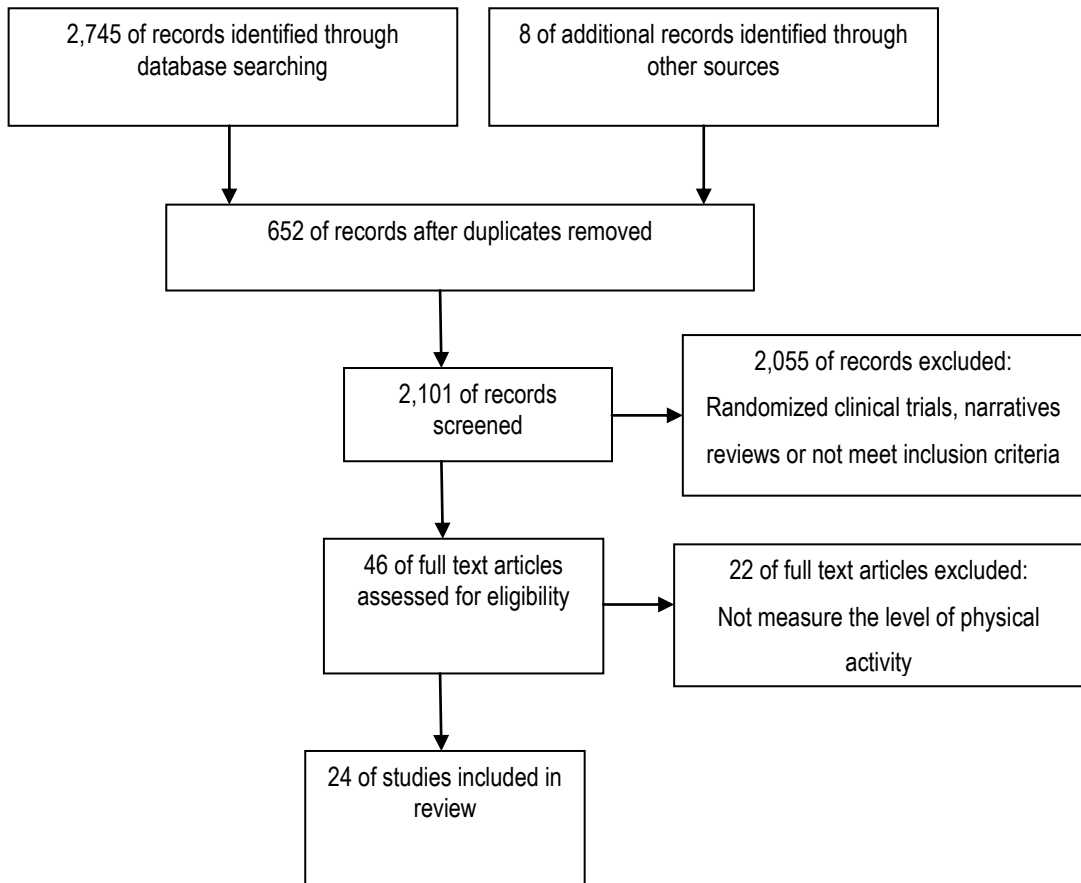 2,745 of records identified through
database searching
8 of additional records identified through
other sources
652 of records after duplicates removed
2,101 of records
screened
2,055 of records excluded:
Randomized clinical trials, narratives
reviews or not meet inclusion criteria
46 of full text articles
assessed for eligibility
22 of full text articles excluded:
Not measure the level of physical
activity
24 of studies included in
review